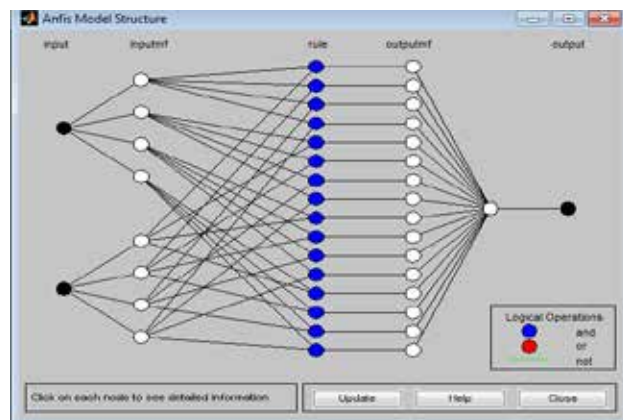 Anfis Model Structure
input inputmf rule outputmf output
Logical Operations
and
or
not
Click on each node to see detailed information
Update Help Close